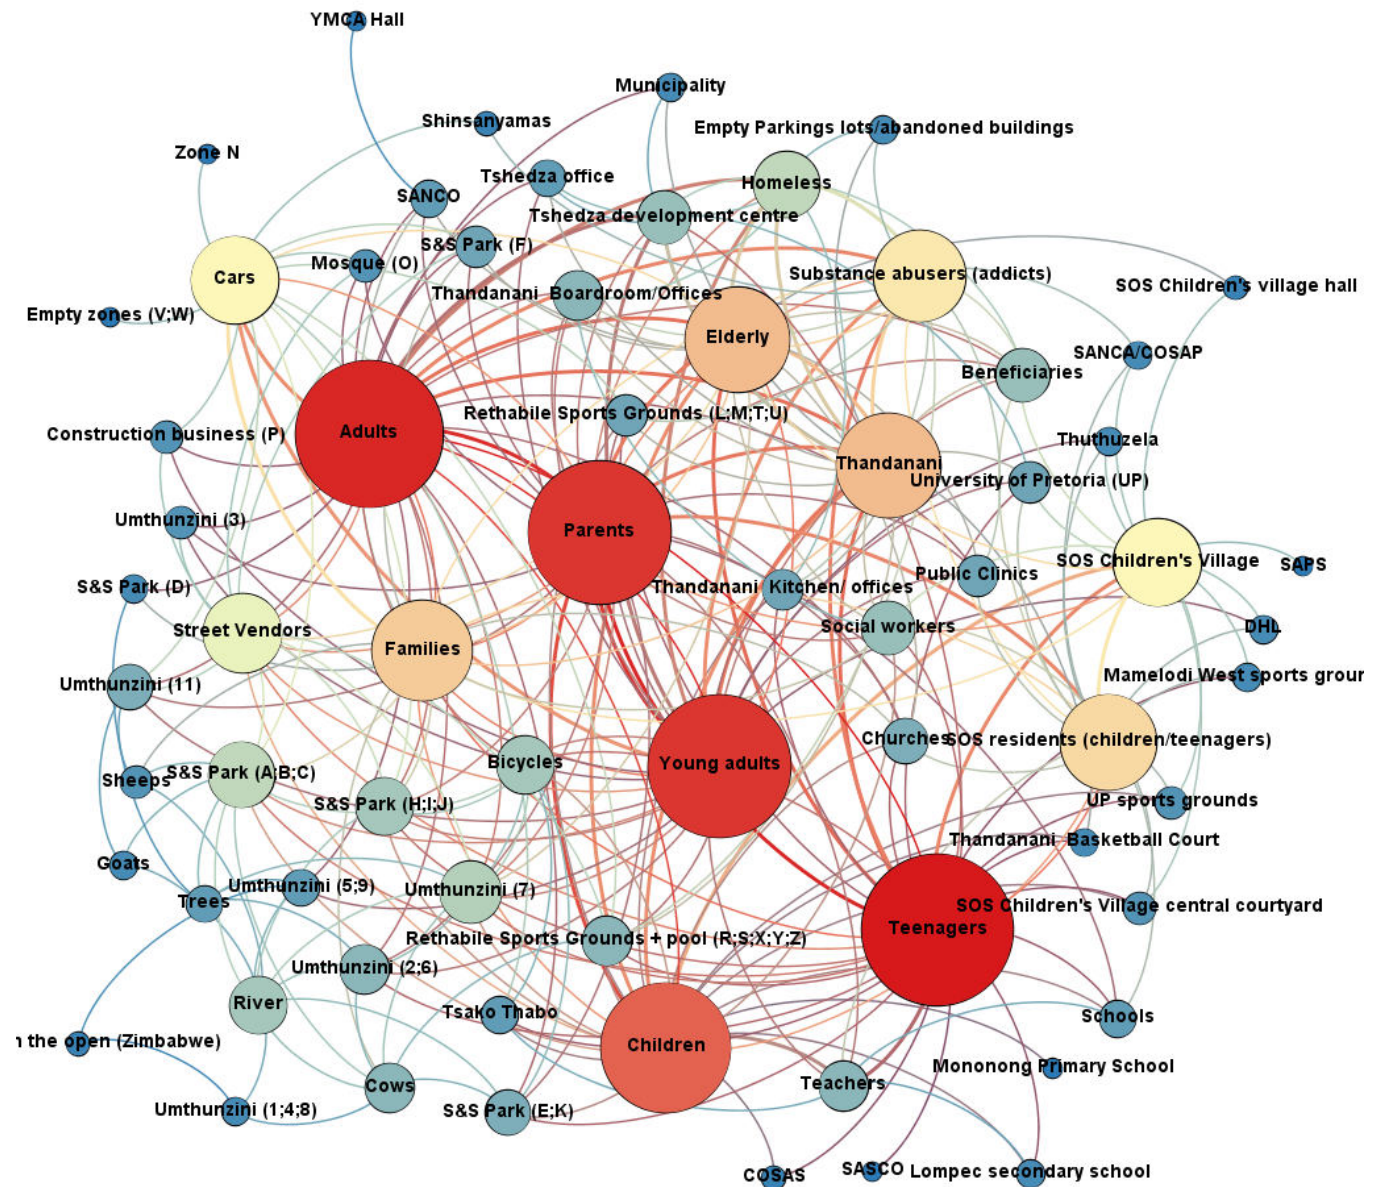 YMCA Hall
Municipality
Shinsanyamas
Empty Parkings lots/abandoned buildings
Zone N
Tshedza office
Homeless
SANCO
Tshedza development centre
S&S Park (F)
Mosque (O)
Cars
Substance abusers (addicts)
SOS Children's village hall
Thandanani Boardroom/Offices
Empty zones (V;W)
Elderly
SANCA/COSAP
Beneficiaries
Rethabile Sports Grounds (L;M;T;U)
Adults
Construction business (P)
Thuthuzela
Thandanani
University of Pretoria (UP)
Umthunzini (3)
Parents
SOS Children's Village
SAPS
Public Clinics
S&S Park (D)
Thandanani Kitchen/ offices
Street Vendors
Social workers
DHL
Families
Mamelodi West sports grour
Umthunzini (11)
Churches
SOS residents (children/teenagers)
Bicycles
Young adults
S&S Park (A;B;C)
Sheeps
S&S Park (H;I;J)
UP sports grounds
Thandanani Basketball Court
Goats
Umthunzini (5;9)
Umthunzini (7)
Trees
SOS Children's Village central courtyard
Teenagers
Rethabile Sports Grounds + pool (R;S;X;Y;Z)
Umthunzini (2;6)
River
Tsako Thabo
Schools
n the open (Zimbabwe)
Children
Mononong Primary School
Cows
Teachers
Umthunzini (1;4;8)
S&S Park (E;K)
COSAS
SASCO
Lompec secondary school